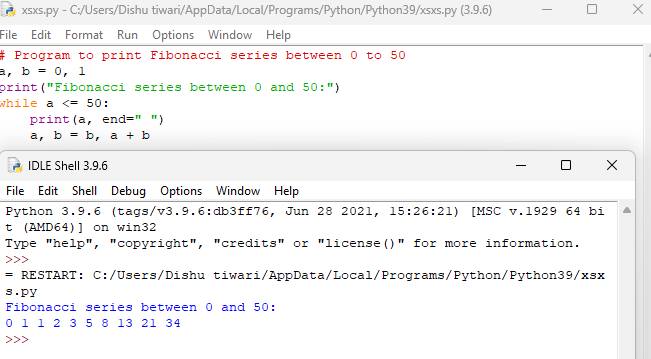 xsxs.py - C:/Users/Dishu tiwari/AppData/Local/Programs/Python/Python39/xsxs.py (3.9.6)
File Edit Format Run Options Window Help
# Program to print Fibonacci series between 0 to 50
a, b = 0, 1
print("Fibonacci series between 0 and 50:")
while a <= 50:
    print(a, end=" ")
    a, b = b, a + b
IDLE Shell 3.9.6
File Edit Shell Debug Options Window Help
Python 3.9.6 (tags/v3.9.6:db3ff76, Jun 28 2021, 15:26:21) [MSC v.1929 64 bi
t (AMD64)] on win32
Type "help", "copyright", "credits" or "license()" for more information.
>>>
= RESTART: C:/Users/Dishu tiwari/AppData/Local/Programs/Python/Python39/xsx
s.py
Fibonacci series between 0 and 50:
0 1 1 2 3 5 8 13 21 34
>>>